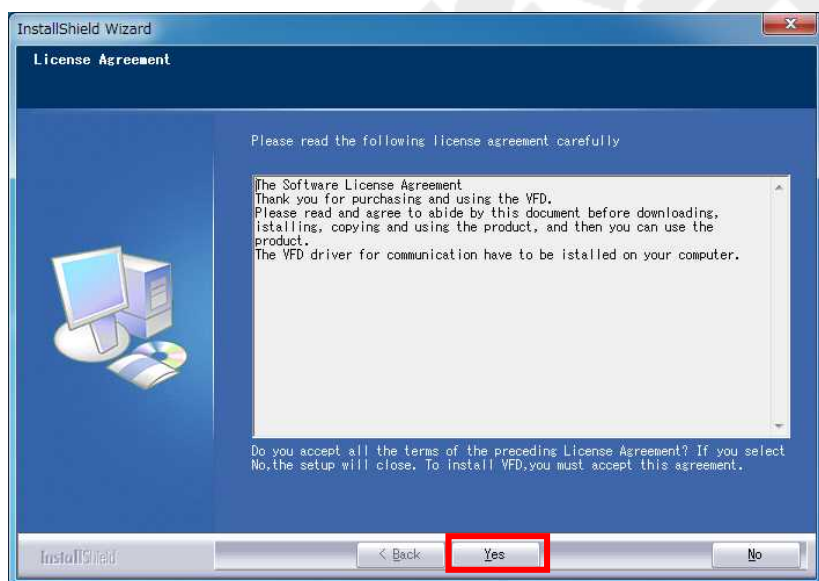 InstallShield Wizard
x
License Agreement
Please read the following license agreement carefully
The Software License Agreement
Thank you for purchasing and using the VFD.
Please read and agree to abide by this document before downloading,
istalling, copying and using the product, and then you can use the
product.
The VFD driver for communication have to be istalled on your computer.
Do you accept all the terms of the preceding License Agreement? If you select
No,the setup will close. To install VFD,you must accept this agreement.
InstallShield
< Back
Yes
No